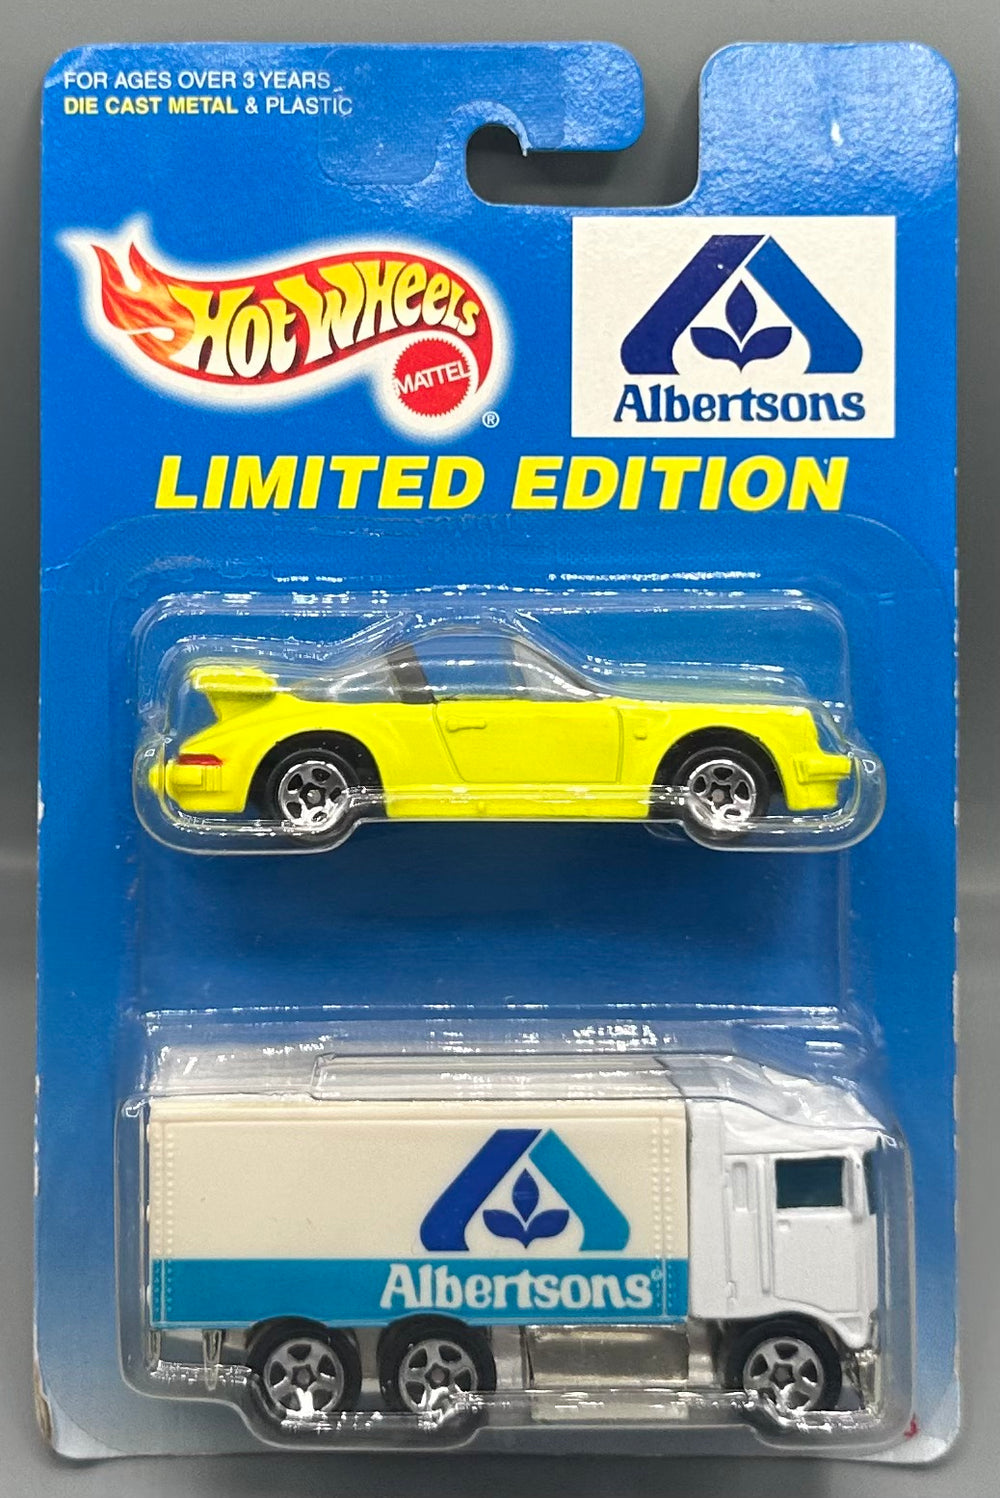 FOR AGES OVER 3 YEARS
DIE CAST METAL & PLASTIC
HOT WHEELS
MATTEL
®
Albertsons
LIMITED EDITION
Albertsons